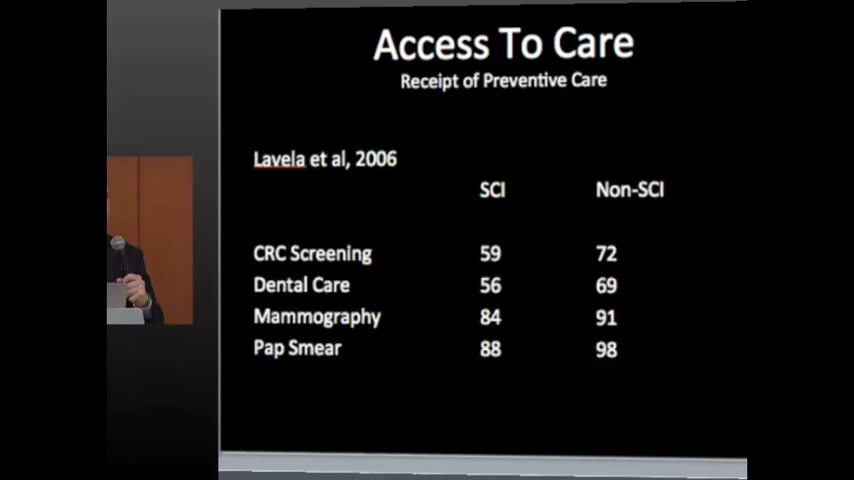 Access To Care
Receipt of Preventive Care
Lavela et al, 2006
SCI Non-SCI
CRC Screening 59 72
Dental Care 56 69
Mammography 84 91
Pap Smear 88 98